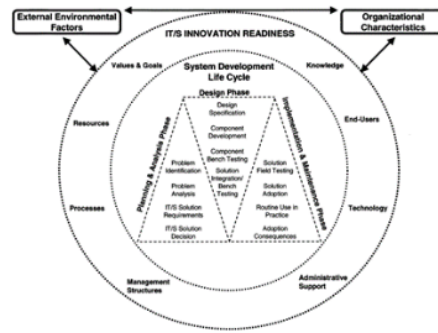 External Environmental
Factors
Organizational
Characteristics
IT/S INNOVATION READINESS
Values & Goals
Knowledge
System Development
Life Cycle
Design Phase
Design
Specification
Component
Development
Component
Bench Testing
Solution
Integration/
Bench
Testing
Planning & Analysis Phase
Problem
Identification
Problem
Analysis
IT/S Solution
Requirements
IT/S Solution
Decision
Implementation & Maintenance Phase
Solution
Field Testing
Solution
Adoption
Routine Use in
Practice
Adoption
Consequences
Resources
End-Users
Processes
Technology
Management
Structures
Administrative
Support